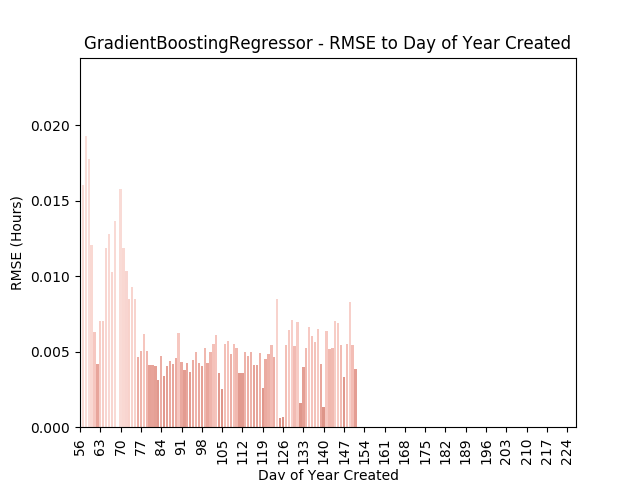 GradientBoostingRegressor - RMSE to Day of Year Created
0.020
0.015
0.010
0.005
0.000
RMSE (Hours)
56 63 70 77 84 91 98 105 112 119 126 133 140 147 154 161 168 175 182 189 196 203 210 217 224
Day of Year Created